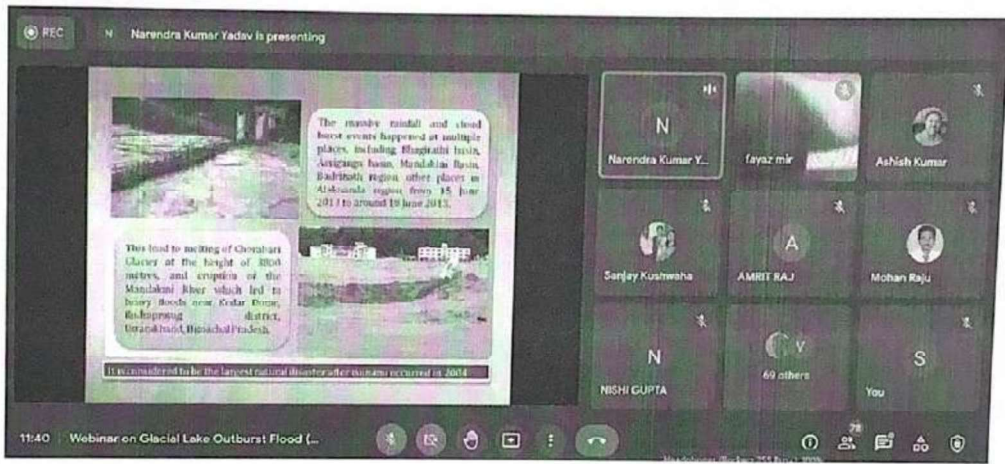 REC
N Narendra Kumar Yadav is presenting
The massive rainfall and cloud
burst events happened at multiple
places, including Bhagirathi basin,
Assiganga basin, Mandakini Basin,
Badrinath region, other places in
Alaknanda region from 15 June
2013 to around 19 June 2013.
This lead to melting of Chorabari
Glacier at the height of 3800
metres, and eruption of the
Mandakini River which led to
heavy floods near Kedar Dome,
Rudraprayag district,
Uttarakhand, Himachal Pradesh.
It is considered to be the largest natural disaster after tsunami occurred in 2004
N
Narendra Kumar Y...
fayaz mir
Ashish Kumar
Sanjay Kushwaha
A
AMRIT RAJ
Mohan Raju
N
NISHI GUPTA
V
69 others
S
You
11:40 Webinar on Glacial Lake Outburst Flood (...
78